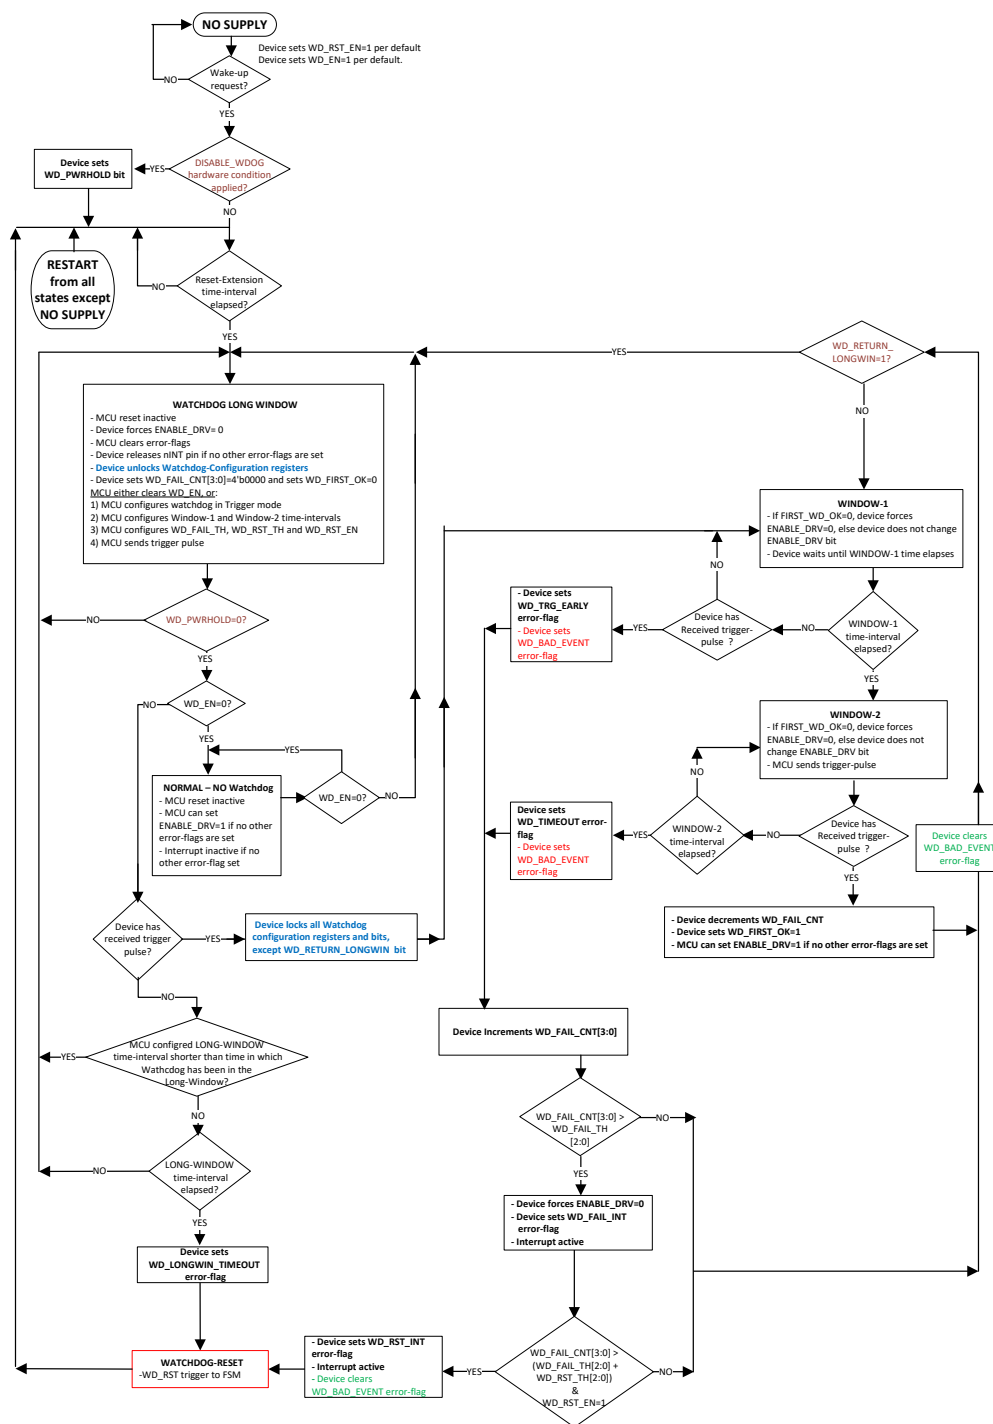 NO SUPPLY
Device sets WD_RST_EN=1 per default
Device sets WD_EN=1 per default.
Wake-up
request?
NO
YES
DISABLE_WDOG
hardware condition
applied?
YES
Device sets
WD_PWRHOLD bit
NO
RESTART
from all
states except
NO SUPPLY
Reset-Extension
time-interval
elapsed?
NO
YES
WATCHDOG LONG WINDOW
- MCU reset inactive
- Device forces ENABLE_DRV= 0
- MCU clears error-flags
- Device releases nINT pin if no other error-flags are set
- Device unlocks Watchdog-Configuration registers
- Device sets WD_FAIL_CNT[3:0]=4'b0000 and sets WD_FIRST_OK=0
MCU either clears WD_EN, or:
1) MCU configures watchdog in Trigger mode
2) MCU configures Window-1 and Window-2 time-intervals
3) MCU configures WD_FAIL_TH, WD_RST_TH and WD_RST_EN
4) MCU sends trigger pulse
WD_PWRHOLD=0?
NO
YES
WD_EN=0?
NO
YES
YES
NORMAL – NO Watchdog
- MCU reset inactive
- MCU can set
ENABLE_DRV=1 if no other
error-flags are set
- Interrupt inactive if no
other error-flag set
WD_EN=0?
NO
Device has
received trigger
pulse?
YES
Device locks all Watchdog
configuration registers and bits,
except WD_RETURN_LONGWIN bit
NO
MCU configred LONG-WINDOW
time-interval shorter than time in which
Wathcdog has been in the
Long-Window?
YES
NO
LONG-WINDOW
time-interval
elapsed?
NO
YES
Device sets
WD_LONGWIN_TIMEOUT
error-flag
WATCHDOG-RESET
-WD_RST trigger to FSM
WD_RETURN_
LONGWIN=1?
YES
NO
WINDOW-1
- If FIRST_WD_OK=0, device forces
ENABLE_DRV=0, else device does not change
ENABLE_DRV bit
- Device waits until WINDOW-1 time elapses
WINDOW-1
time-interval
elapsed?
NO
Device has
Received trigger-
pulse ?
NO
YES
- Device sets
WD_TRG_EARLY
error-flag
- Device sets
WD_BAD_EVENT
error-flag
YES
WINDOW-2
- If FIRST_WD_OK=0, device forces
ENABLE_DRV=0, else device does not
change ENABLE_DRV bit
- MCU sends trigger-pulse
Device has
Received trigger-
pulse ?
NO
WINDOW-2
time-interval
elapsed?
NO
YES
Device sets
WD_TIMEOUT error-
flag
- Device sets
WD_BAD_EVENT
error-flag
YES
Device clears
WD_BAD_EVENT
error-flag
- Device decrements WD_FAIL_CNT
- Device sets WD_FIRST_OK=1
- MCU can set ENABLE_DRV=1 if no other error-flags are set
Device Increments WD_FAIL_CNT[3:0]
WD_FAIL_CNT[3:0] >
WD_FAIL_TH
[2:0]
NO
YES
- Device forces ENABLE_DRV=0
- Device sets WD_FAIL_INT
error-flag
- Interrupt active
WD_FAIL_CNT[3:0] >
(WD_FAIL_TH[2:0] +
WD_RST_TH[2:0])
&
WD_RST_EN=1
NO
YES
- Device sets WD_RST_INT
error-flag
- Interrupt active
- Device clears
WD_BAD_EVENT error-flag